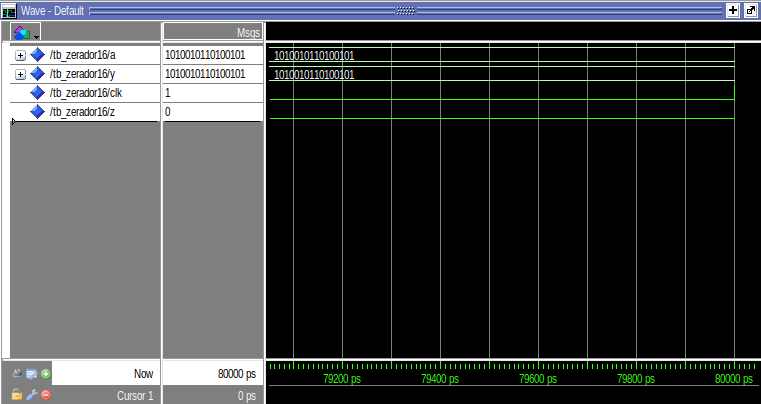 Wave - Default
Msgs
/tb_zerador16/a 1010010110100101 1010010110100101
/tb_zerador16/y 1010010110100101 1010010110100101
/tb_zerador16/clk 1
/tb_zerador16/z 0
Now 80000 ps 79200 ps 79400 ps 79600 ps 79800 ps 80000 ps
Cursor 1 0 ps